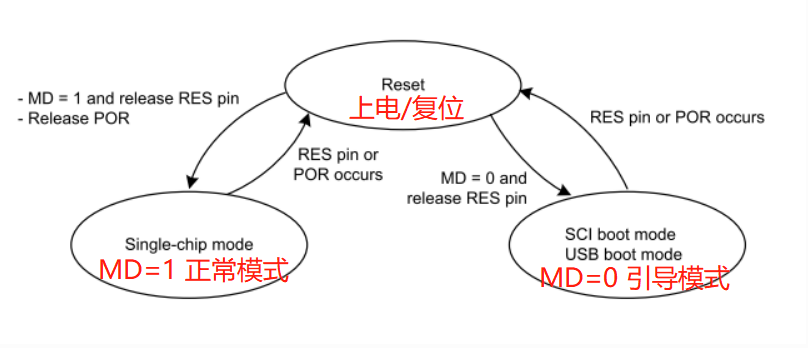 Reset
上电/复位
- MD = 1 and release RES pin
- Release POR
RES pin or
POR occurs
MD = 0 and
release RES pin
RES pin or POR occurs
Single-chip mode
MD=1 正常模式
SCI boot mode
USB boot mode
MD=0 引导模式